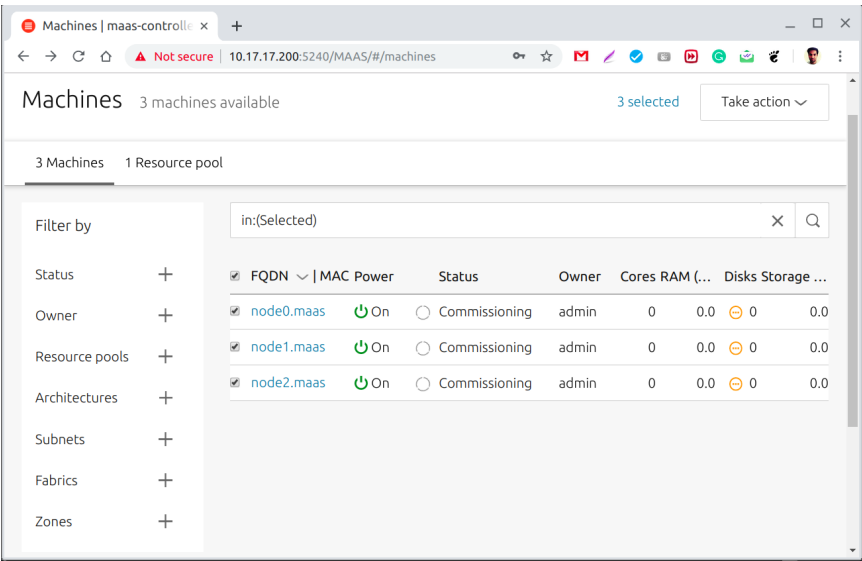 Machines | maas-controlle
Not secure | 10.17.17.200:5240/MAAS/#/machines
Machines 3 machines available 3 selected Take action
3 Machines 1 Resource pool
Filter by
Status
Owner
Resource pools
Architectures
Subnets
Fabrics
Zones
in:(Selected)
FQDN | MAC Power Status Owner Cores RAM (... Disks Storage ...
node0.maas On Commissioning admin 0 0.0 0 0.0
node1.maas On Commissioning admin 0 0.0 0 0.0
node2.maas On Commissioning admin 0 0.0 0 0.0